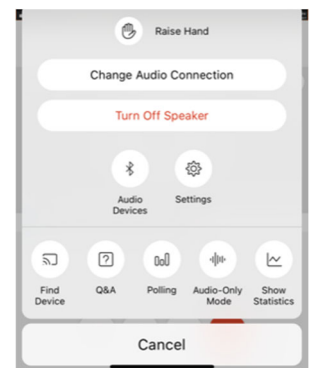 Raise Hand
Change Audio Connection
Turn Off Speaker
Audio
Devices
Settings
Find
Device
Q&A
Polling
Audio-Only
Mode
Show
Statistics
Cancel